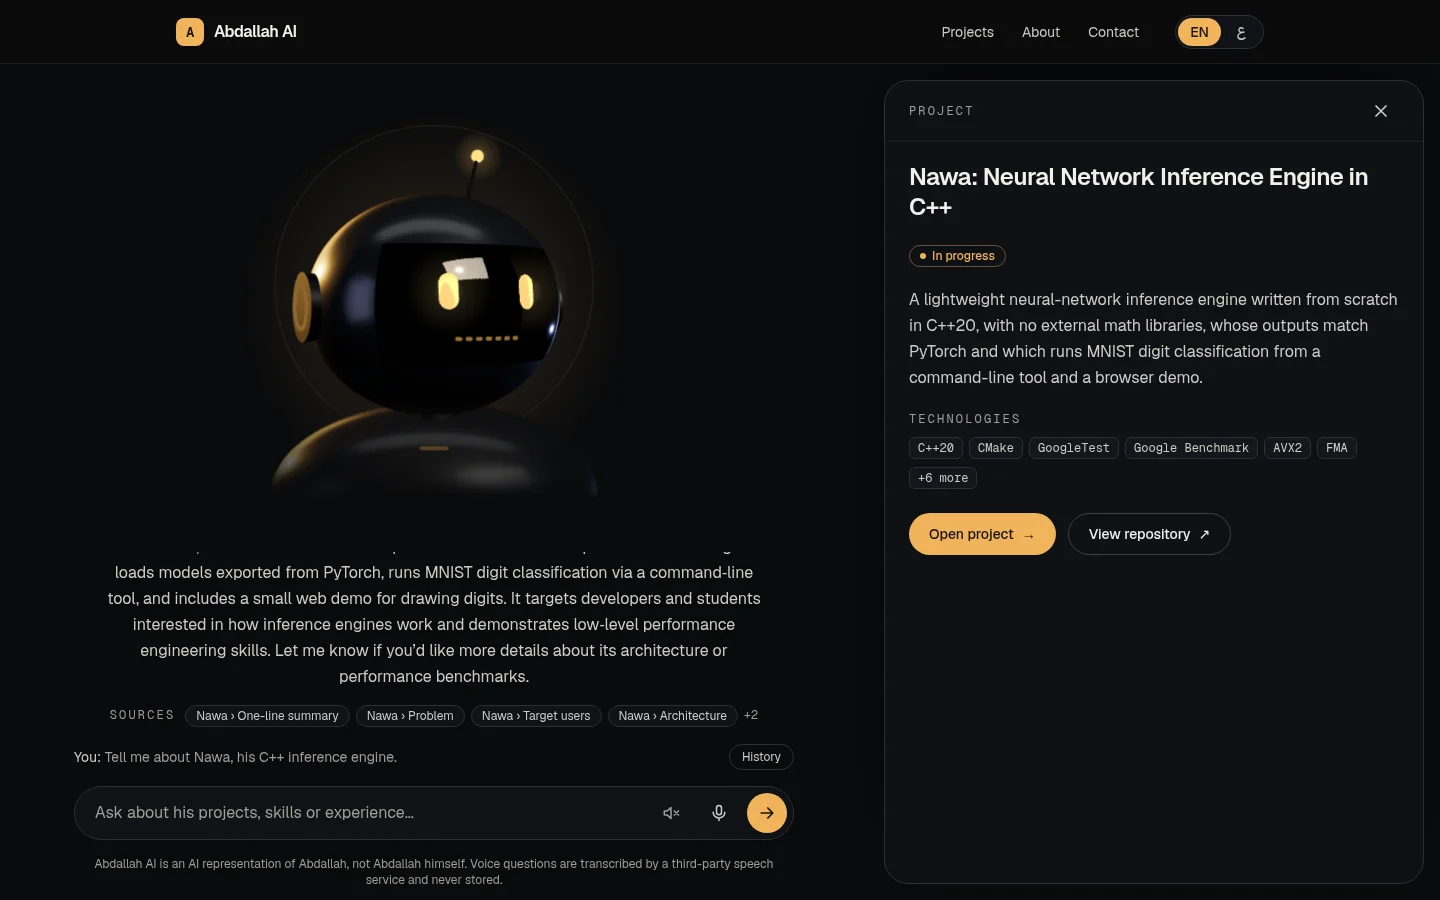 A Abdallah AI
Projects About Contact EN ع
PROJECT
Nawa: Neural Network Inference Engine in
C++
In progress
A lightweight neural-network inference engine written from scratch
in C++20, with no external math libraries, whose outputs match
PyTorch and which runs MNIST digit classification from a
command-line tool and a browser demo.
TECHNOLOGIES
C++20 CMake GoogleTest Google Benchmark AVX2 FMA
+6 more
Open project → View repository ↗
loads models exported from PyTorch, runs MNIST digit classification via a command-line
tool, and includes a small web demo for drawing digits. It targets developers and students
interested in how inference engines work and demonstrates low-level performance
engineering skills. Let me know if you’d like more details about its architecture or
performance benchmarks.
SOURCES Nawa › One-line summary Nawa › Problem Nawa › Target users Nawa › Architecture +2
You: Tell me about Nawa, his C++ inference engine. History
Ask about his projects, skills or experience…
Abdallah AI is an AI representation of Abdallah, not Abdallah himself. Voice questions are transcribed by a third-party speech
service and never stored.